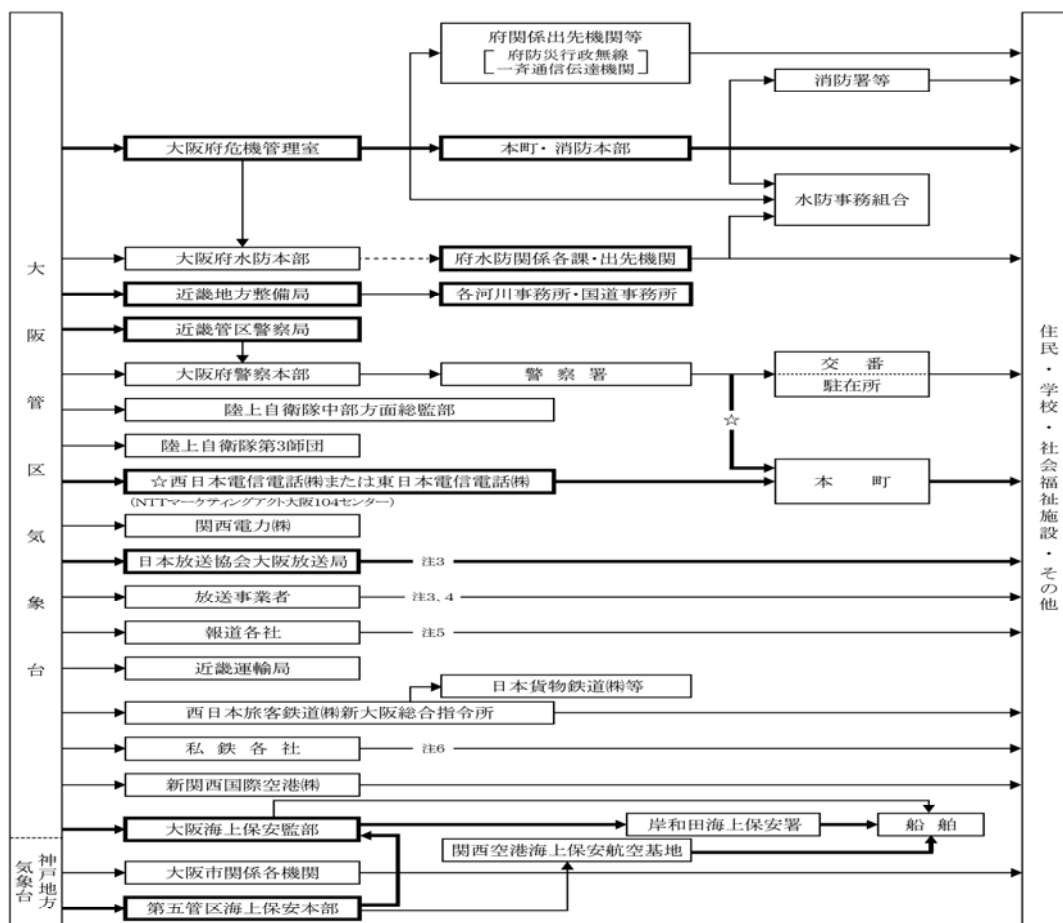 府関係出先機関等
府防災行政無線
一斉通信伝達機関
消防署等
大阪府危機管理室
本町・消防本部
水防事務組合
大阪府水防本部
府水防関係各課・出先機関
近畿地方整備局
各河川事務所・国道事務所
近畿管区警察局
大阪府警察本部
警察署
交番
駐在所
陸上自衛隊中部方面総監部
☆
陸上自衛隊第3師団
☆西日本電信電話㈱または東日本電信電話㈱
(NTTマーケティングアクト大阪104センター)
本町
関西電力㈱
日本放送協会大阪放送局
注3
放送事業者
注3、4
報道各社
注5
近畿運輸局
日本貨物鉄道㈱等
西日本旅客鉄道㈱新大阪総合指令所
私鉄各社
注6
新関西国際空港㈱
大阪海上保安監部
岸和田海上保安署
船舶
関西空港海上保安航空基地
大阪市関係各機関
第五管区海上保安本部
大阪管区気象台
神戸地方
気象台
住民・学校・社会福祉施設・その他